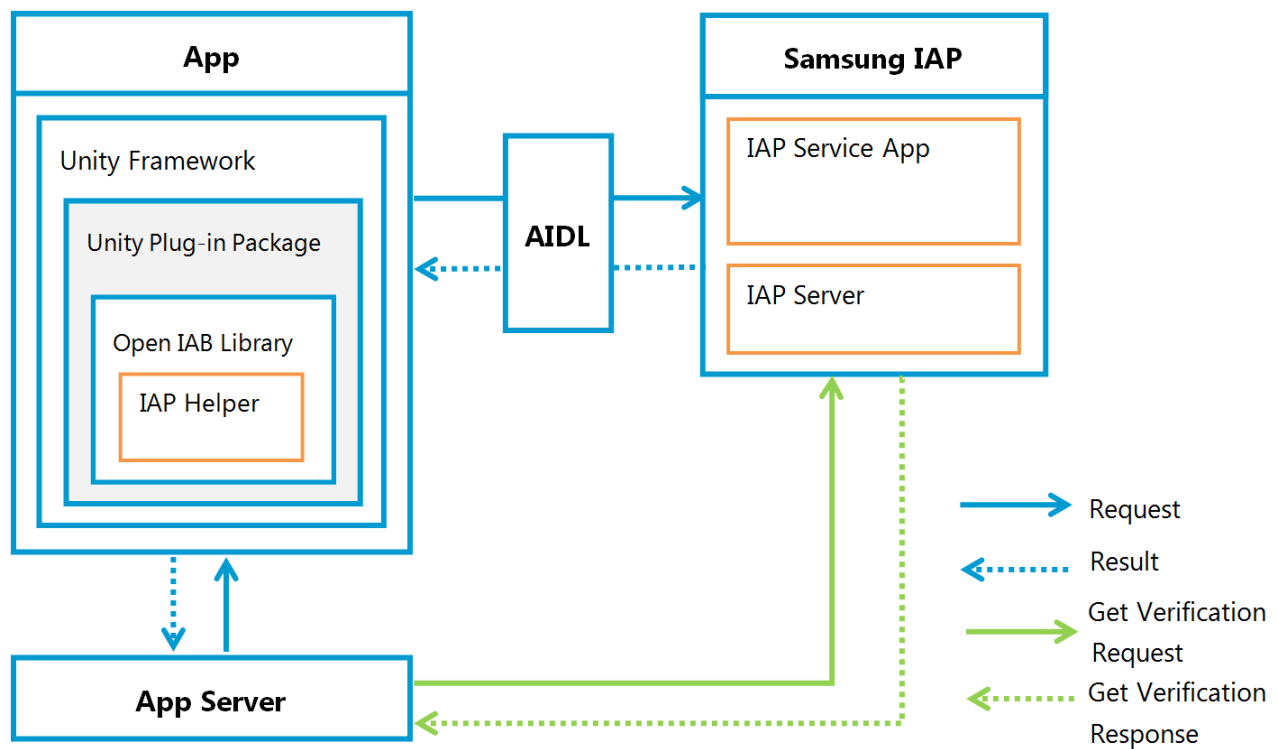 App
Samsung IAP
Unity Framework
IAP Service App
Unity Plug-in Package
AIDL
IAP Server
Open IAB Library
IAP Helper
Request
Result
Get Verification
Request
App Server
Get Verification
Response